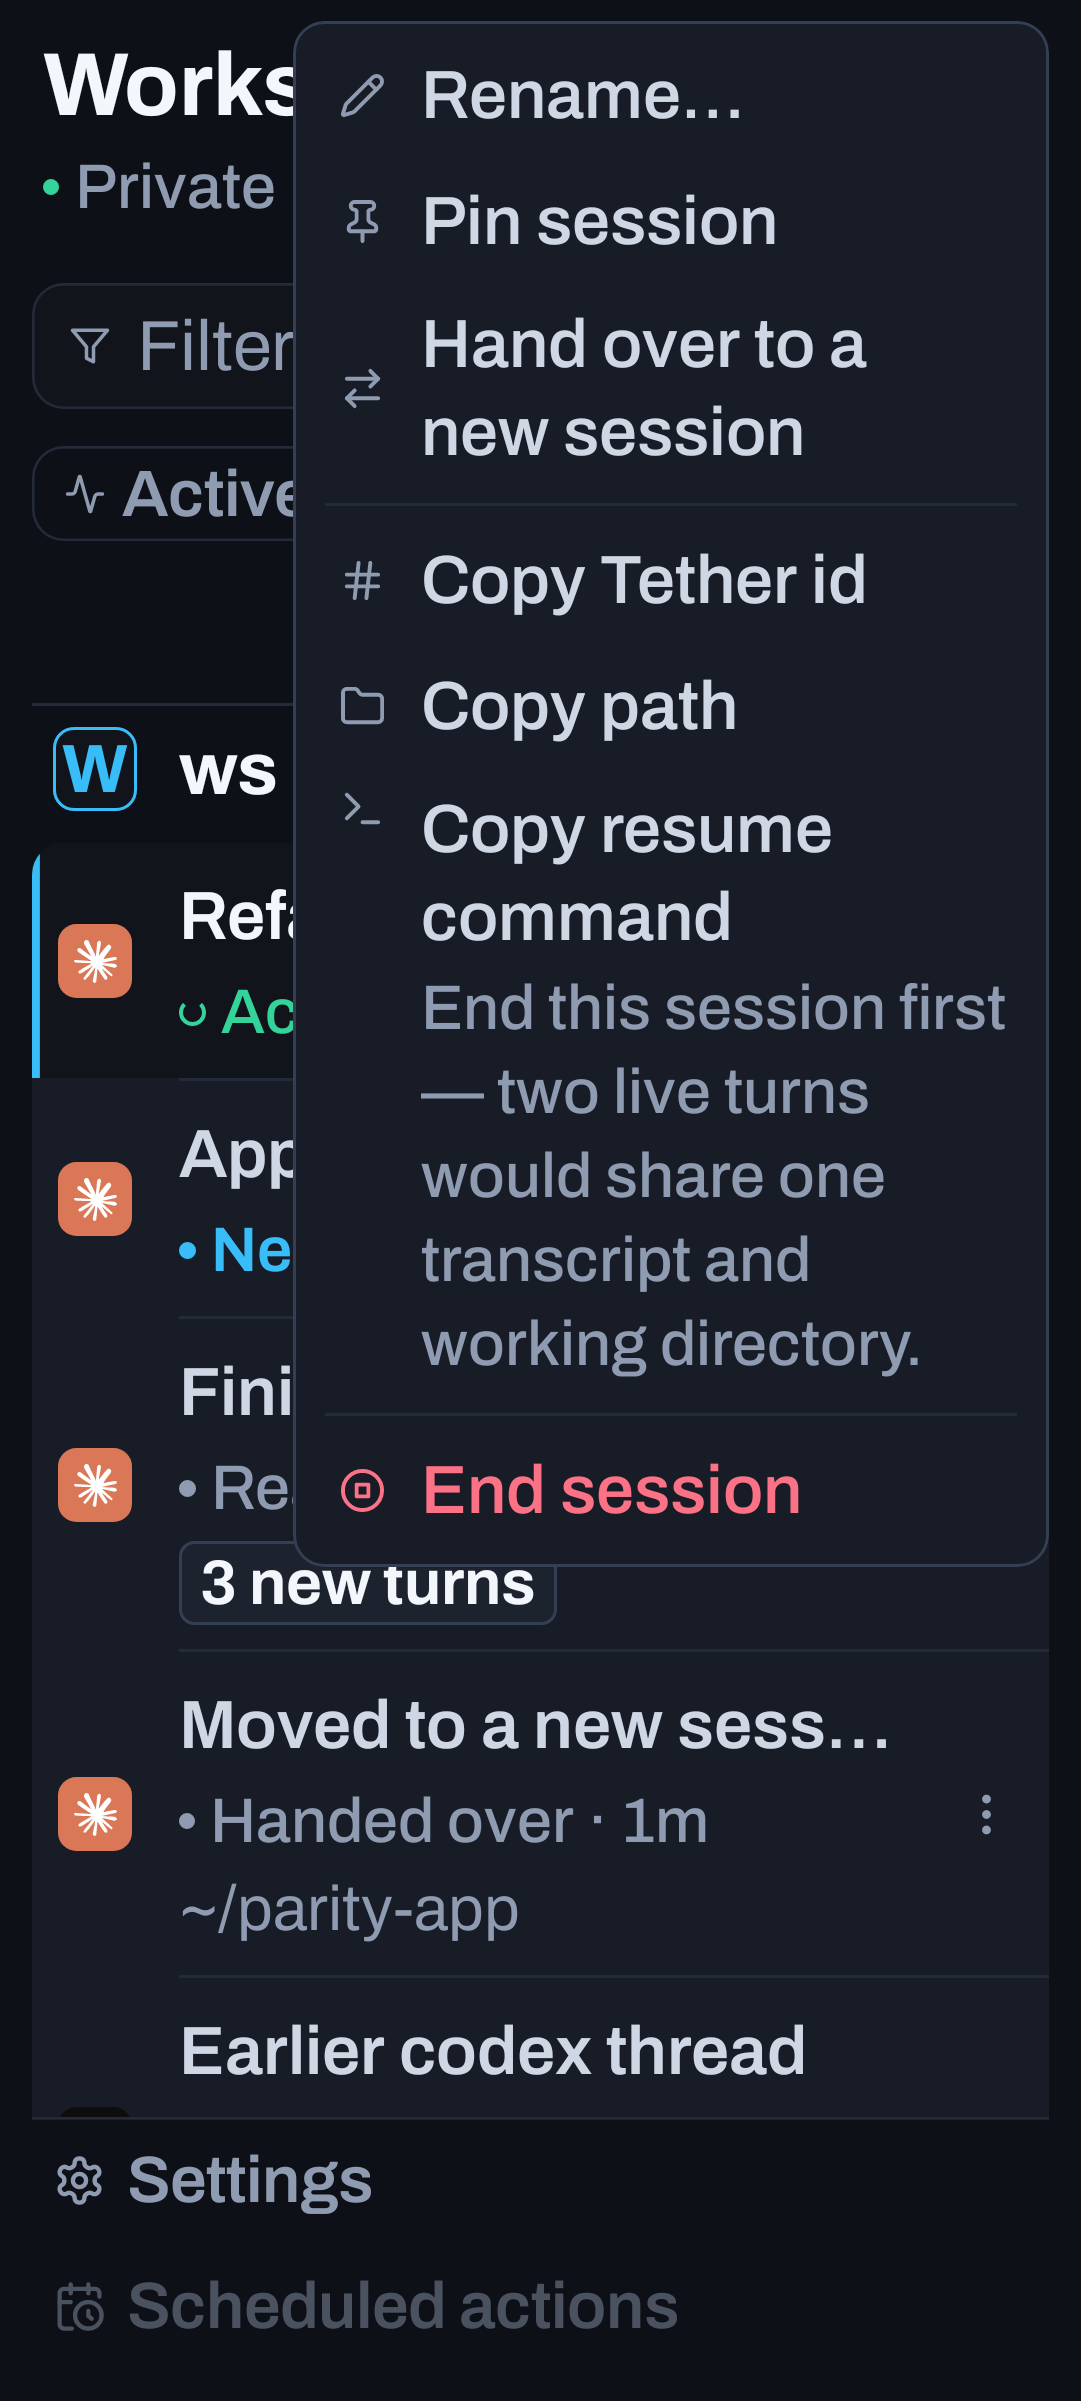 Works
• Private
Filter
Active
W
ws
Refa
Ac
App
• Ne
Fini
• Re
3 new turns
Moved to a new sess…
• Handed over · 1m
~/parity-app
Earlier codex thread
Settings
Scheduled actions
Rename…
Pin session
Hand over to a
new session
Copy Tether id
Copy path
Copy resume
command
End this session first
— two live turns
would share one
transcript and
working directory.
End session